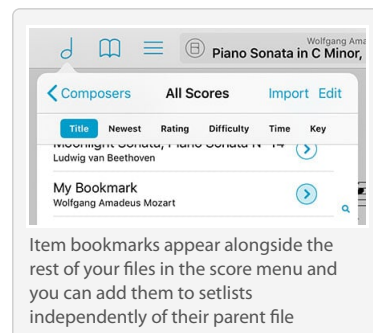 Wolfgang Ama
Piano Sonata in C Minor,
Composers All Scores Import Edit
Title Newest Rating Difficulty Time Key
Moonlight Sonata, Piano Sonata N° 14
Ludwig van Beethoven
My Bookmark
Wolfgang Amadeus Mozart
Item bookmarks appear alongside the
rest of your files in the score menu and
you can add them to setlists
independently of their parent file